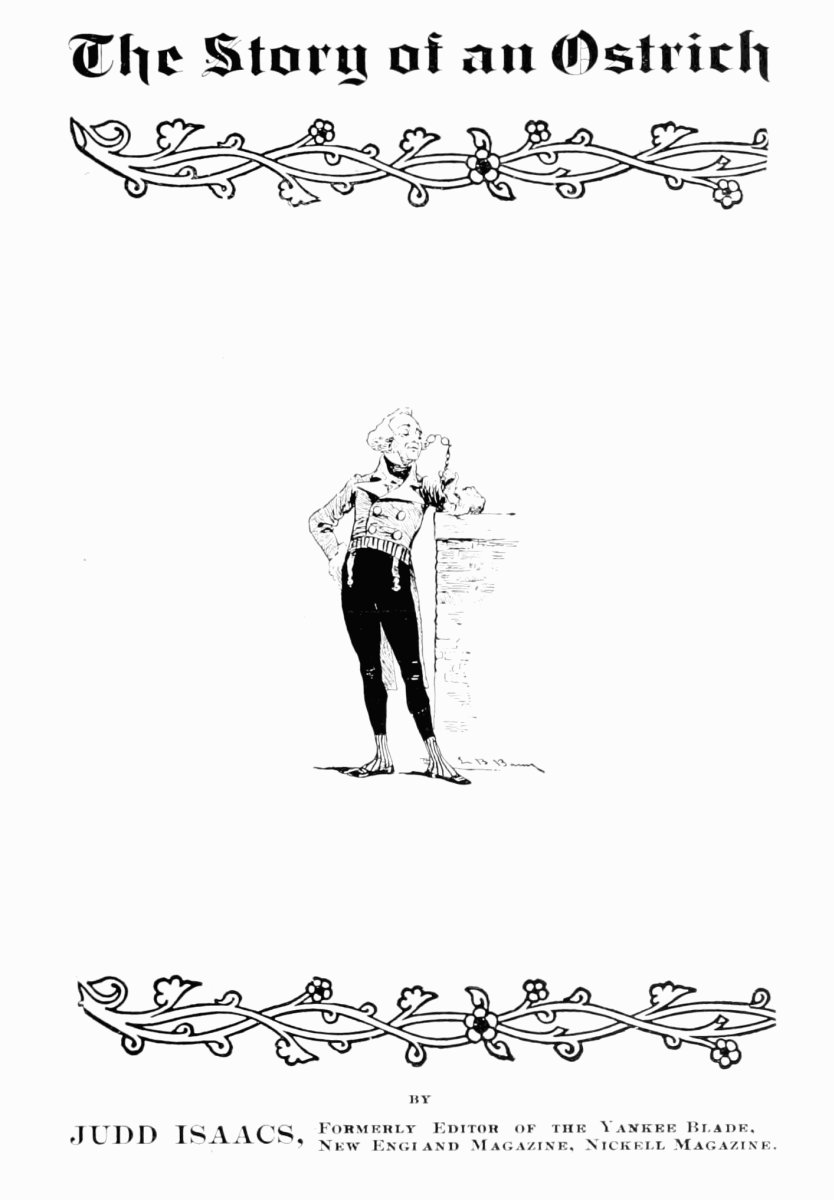 The Story of an Ostrich
BY
JUDD ISAACS, FORMERLY EDITOR OF THE YANKEE BLADE,
NEW ENGLAND MAGAZINE, NICKELL MAGAZINE.